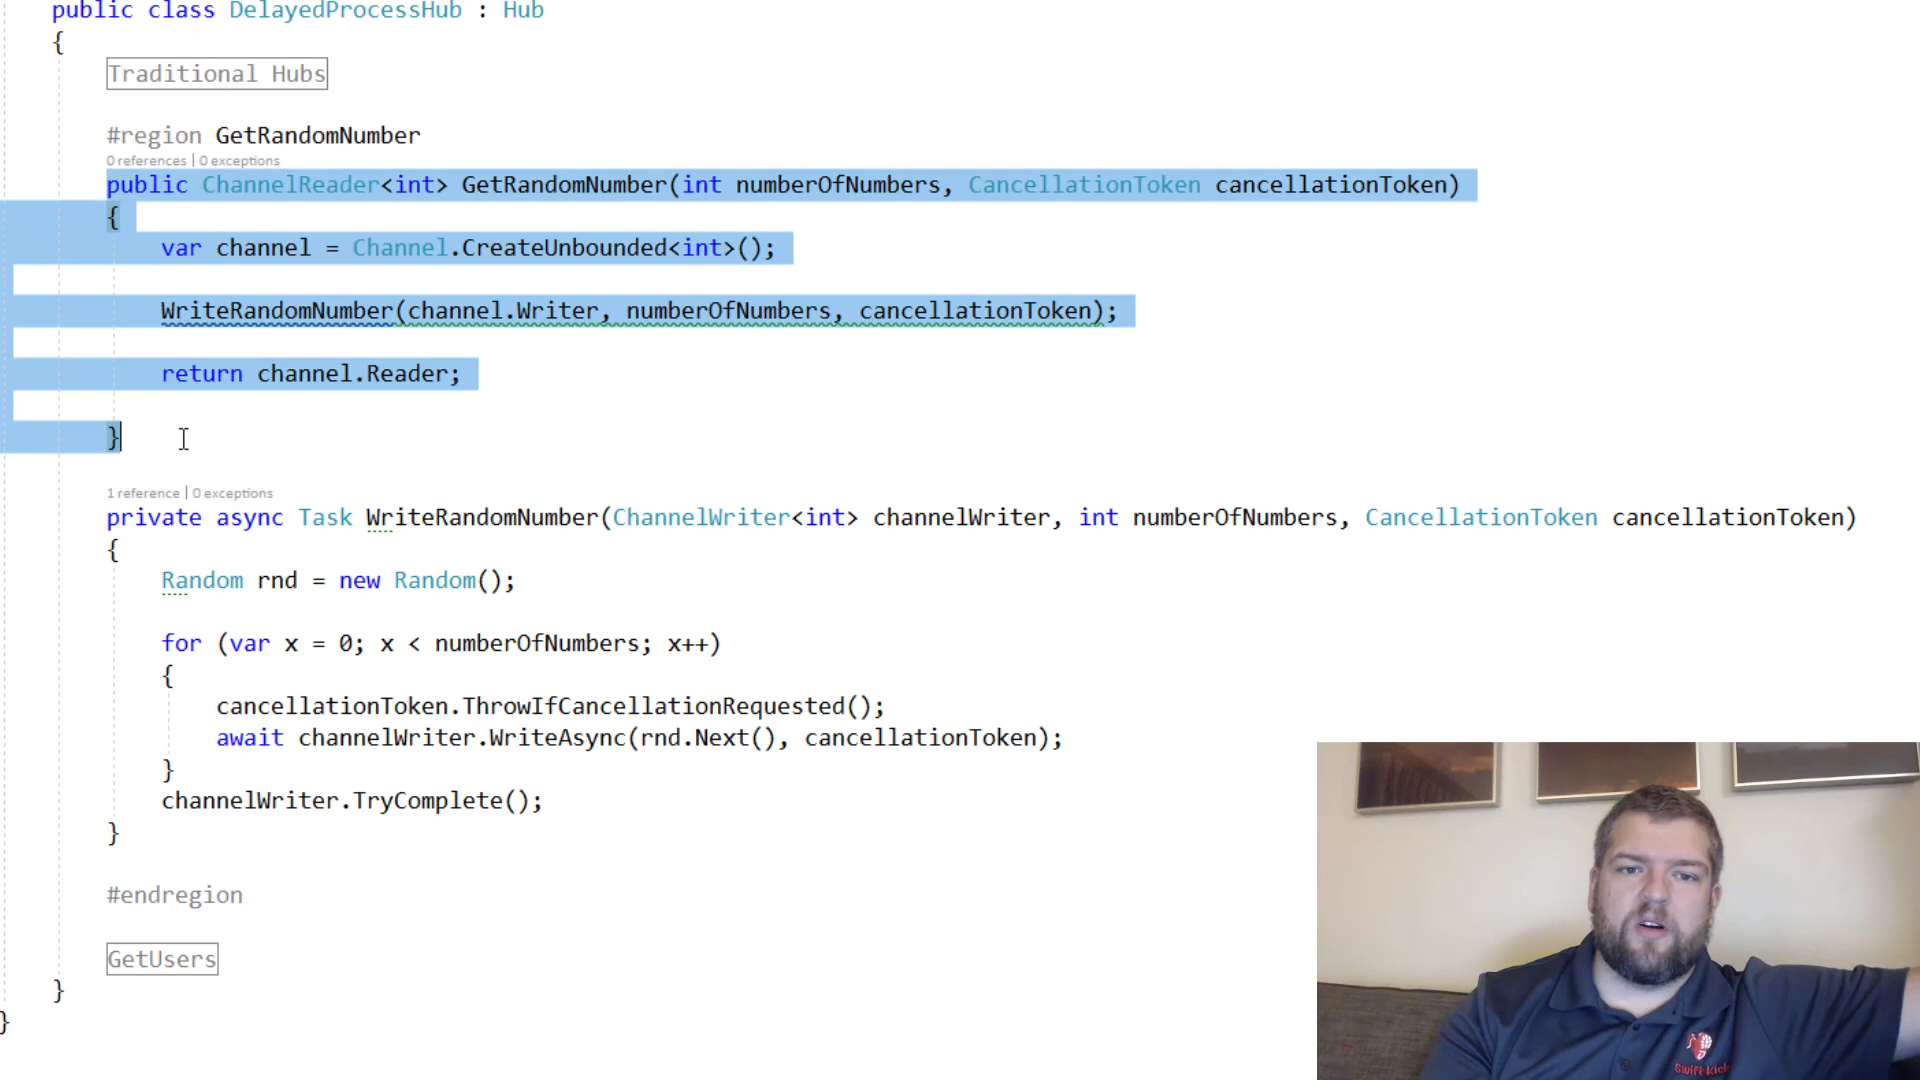 public class DelayedProcessHub : Hub
{
Traditional Hubs
#region GetRandomNumber
0 references | 0 exceptions
public ChannelReader<int> GetRandomNumber(int numberOfNumbers, CancellationToken cancellationToken)
{
var channel = Channel.CreateUnbounded<int>();
WriteRandomNumber(channel.Writer, numberOfNumbers, cancellationToken);
return channel.Reader;
}
1 reference | 0 exceptions
private async Task WriteRandomNumber(ChannelWriter<int> channelWriter, int numberOfNumbers, CancellationToken cancellationToken)
{
Random rnd = new Random();
for (var x = 0; x < numberOfNumbers; x++)
{
cancellationToken.ThrowIfCancellationRequested();
await channelWriter.WriteAsync(rnd.Next(), cancellationToken);
}
channelWriter.TryComplete();
}
#endregion
GetUsers
}
}
Swift Kick